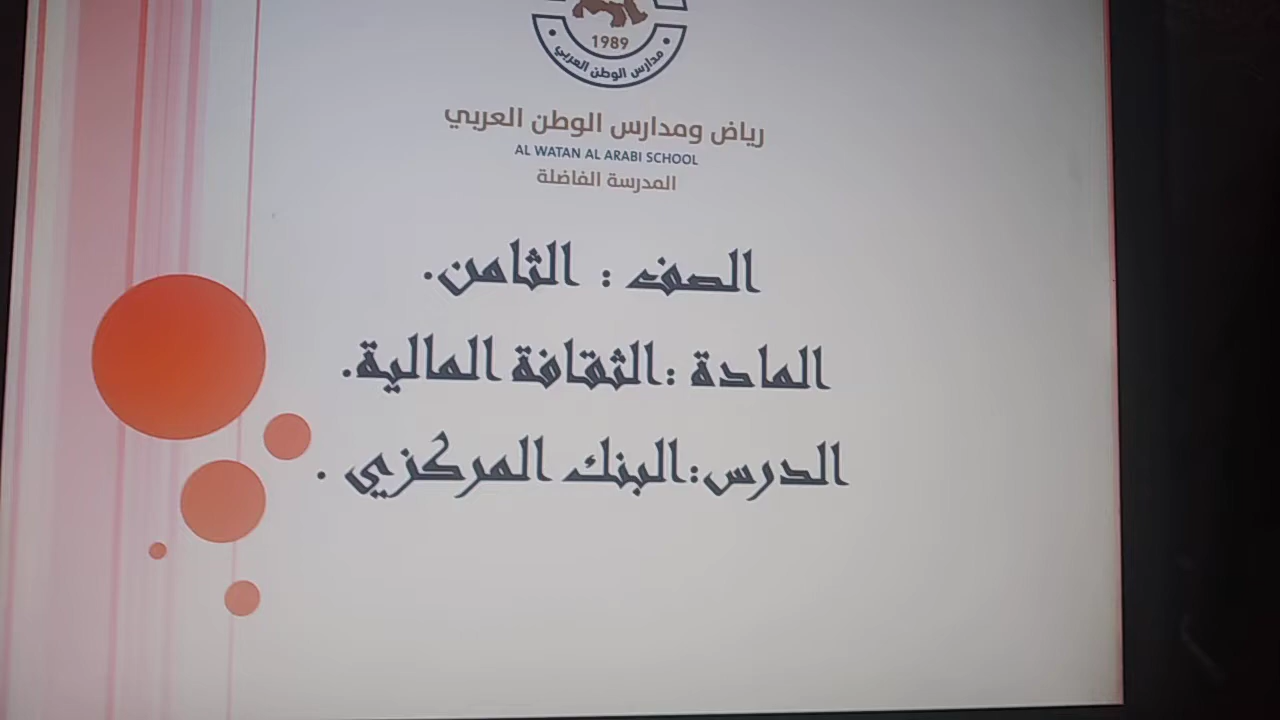 1989
مدارس الوطن العربي
رياض ومدارس الوطن العربي
AL WATAN AL ARABI SCHOOL
المدرسة الفاضلة
الصف : الثامن.
المادة :الثقافة المالية.
الدرس:البنك المركزي .